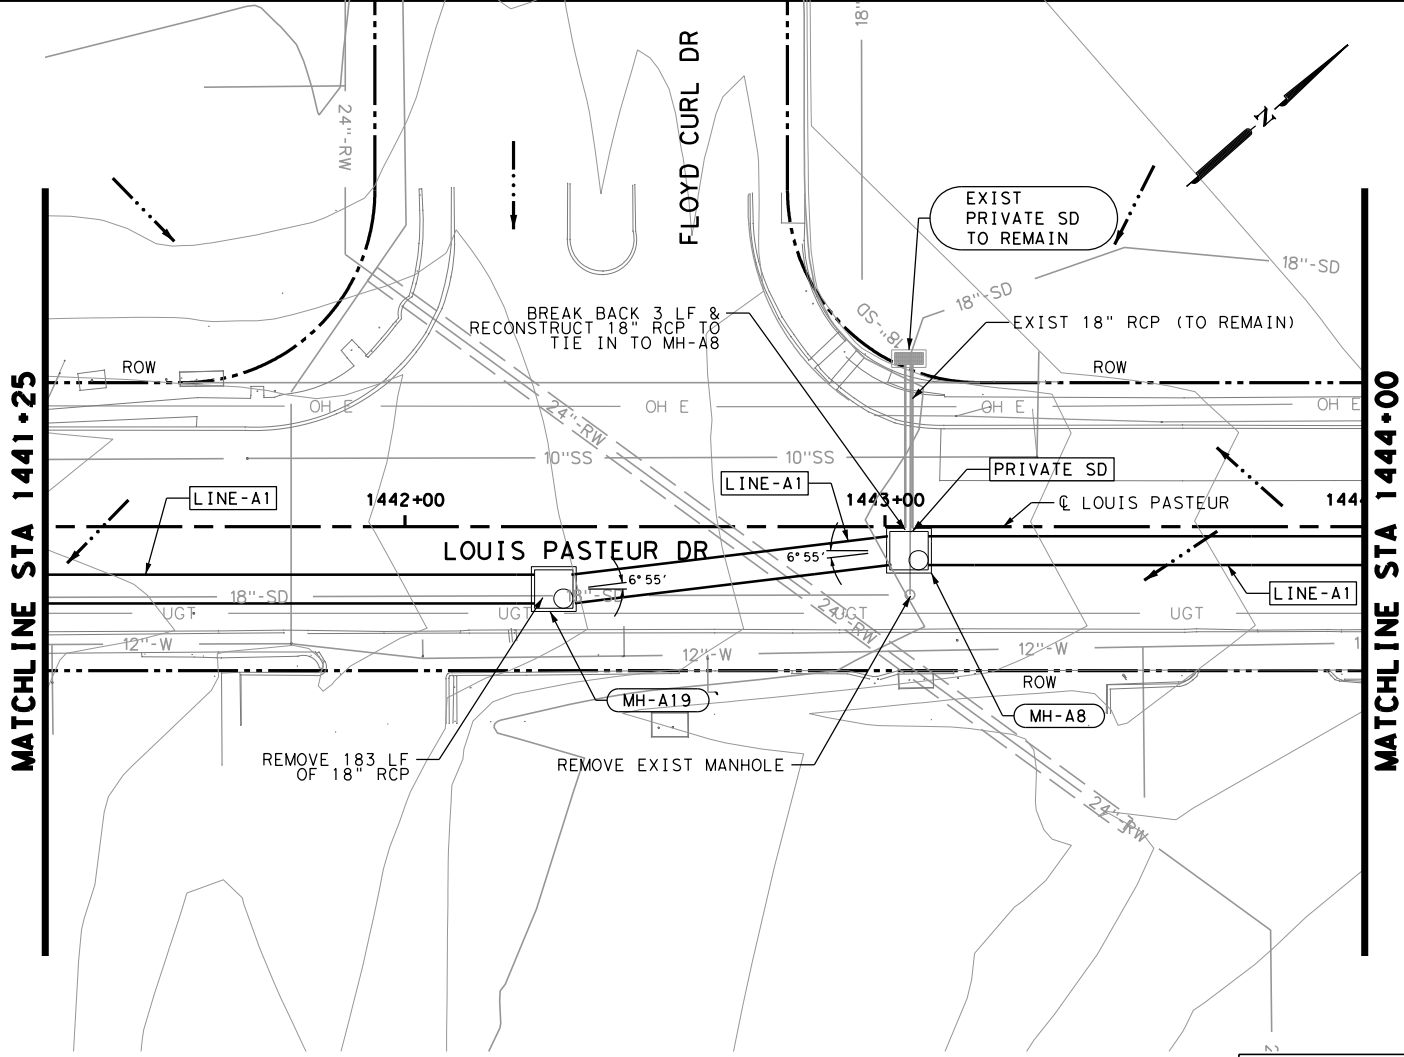 18"
FLOYD CURL DR
24"-RW
N
EXIST
PRIVATE SD
TO REMAIN
18"-SD
18"-SD
18"-SD
BREAK BACK 3 LF &
RECONSTRUCT 18" RCP TO
TIE IN TO MH-A8
EXIST 18" RCP (TO REMAIN)
ROW
ROW
OH E
OH E
OH E
OH E
24"-RW
10"SS
10"SS
PRIVATE SD
LINE-A1
LINE-A1
1442+00
1443+00
144
℄ LOUIS PASTEUR
MATCHLINE STA 1441+25
MATCHLINE STA 1444+00
LOUIS PASTEUR DR
6°55'
6°55'
LINE-A1
18"-SD
UGT
UGT
UGT
UGT
24"-RW
12"-W
12"-W
12"-W
1
ROW
MH-A19
MH-A8
REMOVE 183 LF
OF 18" RCP
REMOVE EXIST MANHOLE
24"-RW
2